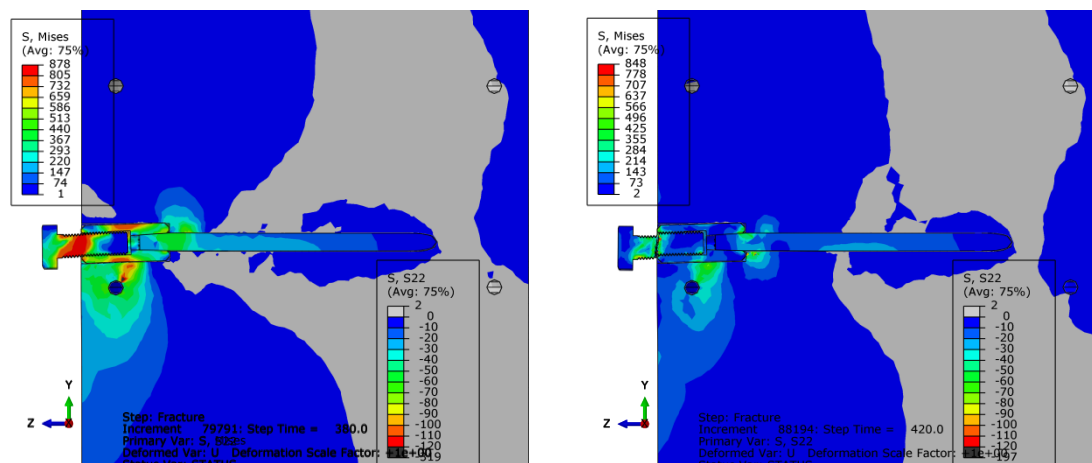 S, Mises
(Avg: 75%)
878
805
732
659
586
513
440
367
293
220
147
74
1
S, S22
(Avg: 75%)
2
0
-10
-20
-30
-40
-50
-60
-70
-80
-90
-100
-110
-120
Y
Z
X
Step: Fracture
Increment 79791: Step Time = 380.0
Primary Var: S,
Deformed Var: U Deformation Scale Factor: +1e+00
S, Mises
(Avg: 75%)
848
778
707
637
566
496
425
355
284
214
143
73
2
S, S22
(Avg: 75%)
2
0
-10
-20
-30
-40
-50
-60
-70
-80
-90
-100
-110
-120
-197
Y
Z
X
Step: Fracture
Increment 88194: Step Time = 420.0
Primary Var: S, S22
Deformed Var: U Deformation Scale Factor: +1e+00